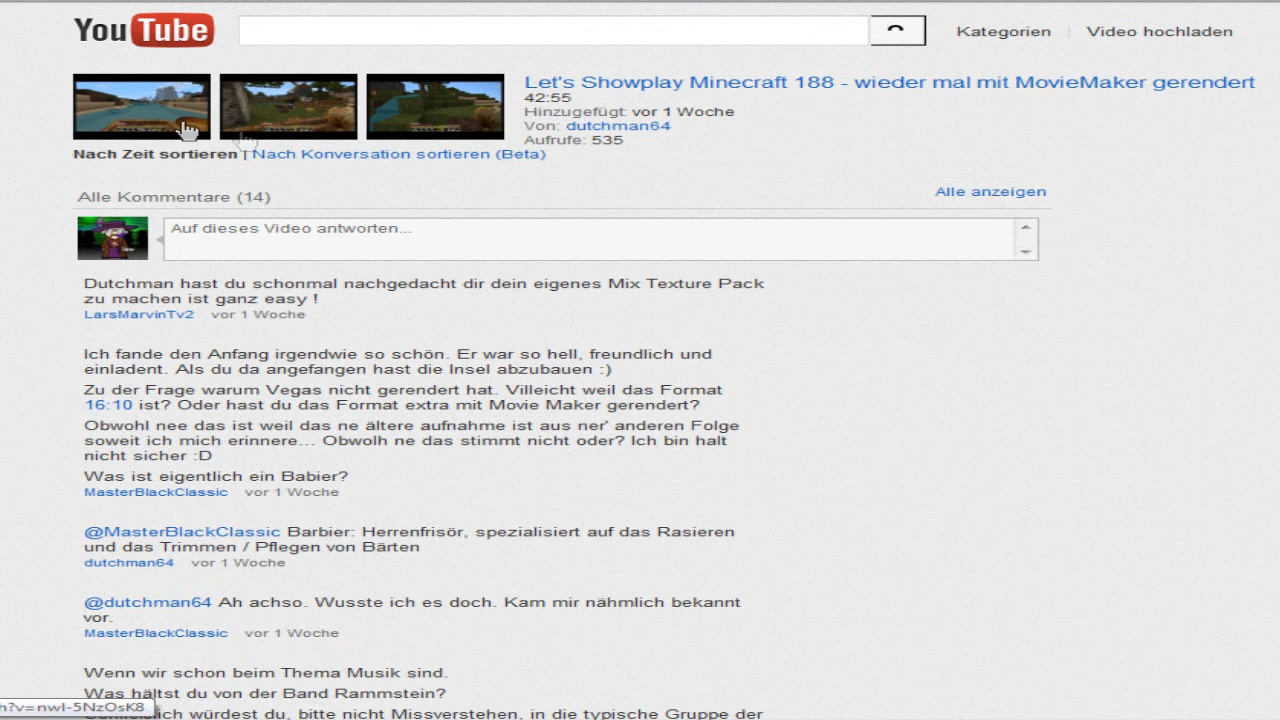 YouTube
Kategorien | Video hochladen
Let's Showplay Minecraft 188 - wieder mal mit MovieMaker gerendert
42:55
Hinzugefügt: vor 1 Woche
Von: dutchman64
Aufrufe: 535
Nach Zeit sortieren | Nach Konversation sortieren (Beta)
Alle Kommentare (14)
Alle anzeigen
Auf dieses Video antworten...
Dutchman hast du schonmal nachgedacht dir dein eigenes Mix Texture Pack
zu machen ist ganz easy !
LarsMarvinTv2 vor 1 Woche
Ich fande den Anfang irgendwie so schön. Er war so hell, freundlich und
einladent. Als du da angefangen hast die Insel abzubauen :)
Zu der Frage warum Vegas nicht gerendert hat. Villeicht weil das Format
16:10 ist? Oder hast du das Format extra mit Movie Maker gerendert?
Obwohl nee das ist weil das ne ältere aufnahme ist aus ner' anderen Folge
soweit ich mich erinnere... Obwolh ne das stimmt nicht oder? Ich bin halt
nicht sicher :D
Was ist eigentlich ein Babier?
MasterBlackClassic vor 1 Woche
@MasterBlackClassic Barbier: Herrenfrisör, spezialisiert auf das Rasieren
und das Trimmen / Pflegen von Bärten
dutchman64 vor 1 Woche
@dutchman64 Ah achso. Wusste ich es doch. Kam mir nähmlich bekannt
vor.
MasterBlackClassic vor 1 Woche
Wenn wir schon beim Thema Musik sind.
Was hältst du von der Band Rammstein?
würdest du, bitte nicht Missverstehen, in die typische Gruppe der